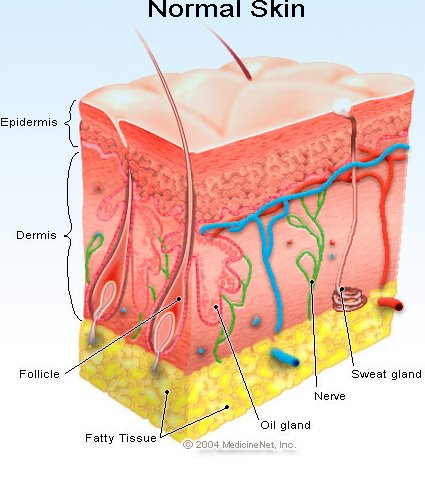 Normal Skin
Epidermis
Dermis
Follicle
Fatty Tissue
Oil gland
Nerve
Sweat gland
© 2004 MedicineNet, Inc.